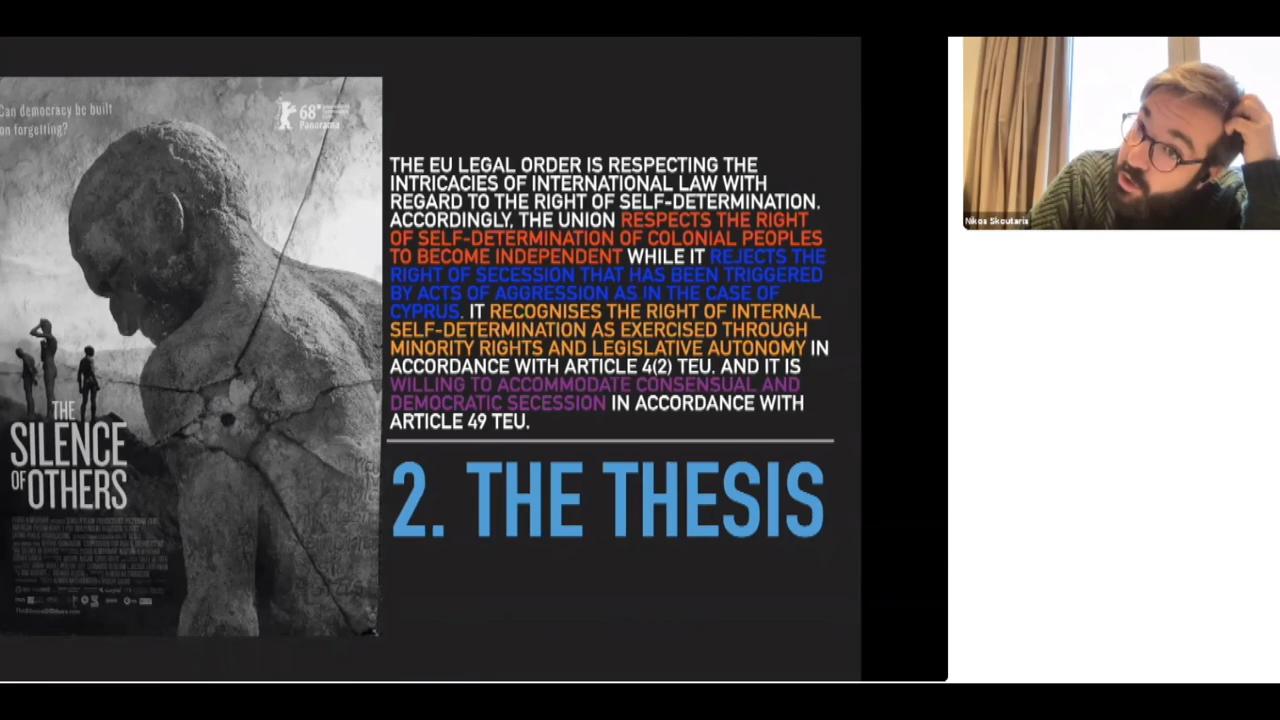 Can democracy be built
on forgetting?
68
Panorama
THE
SILENCE
OF OTHERS
THE EU LEGAL ORDER IS RESPECTING THE
INTRICACIES OF INTERNATIONAL LAW WITH
REGARD TO THE RIGHT OF SELF-DETERMINATION.
ACCORDINGLY, THE UNION RESPECTS THE RIGHT
OF SELF-DETERMINATION OF COLONIAL PEOPLES
TO BECOME INDEPENDENT WHILE IT REJECTS THE
RIGHT OF SECESSION THAT HAS BEEN TRIGGERED
BY ACTS OF AGGRESSION AS IN THE CASE OF
CYPRUS. IT RECOGNISES THE RIGHT OF INTERNAL
SELF-DETERMINATION AS EXERCISED THROUGH
MINORITY RIGHTS AND LEGISLATIVE AUTONOMY IN
ACCORDANCE WITH ARTICLE 4(2) TEU. AND IT IS
WILLING TO ACCOMMODATE CONSENSUAL AND
DEMOCRATIC SECESSION IN ACCORDANCE WITH
ARTICLE 49 TEU.
2. THE THESIS
Nikos Skoutaris